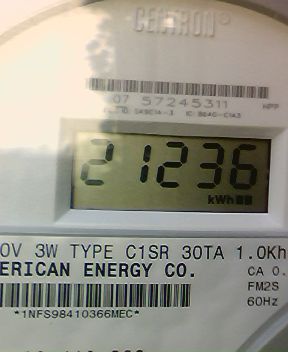 CENTRON®
07 57245311 NPP
21236
kWh
0V 3W TYPE C1SR 30TA 1.0Kh
ERICAN ENERGY CO. CA 0.
FM2S
60Hz
*1NFS98410366MEC*